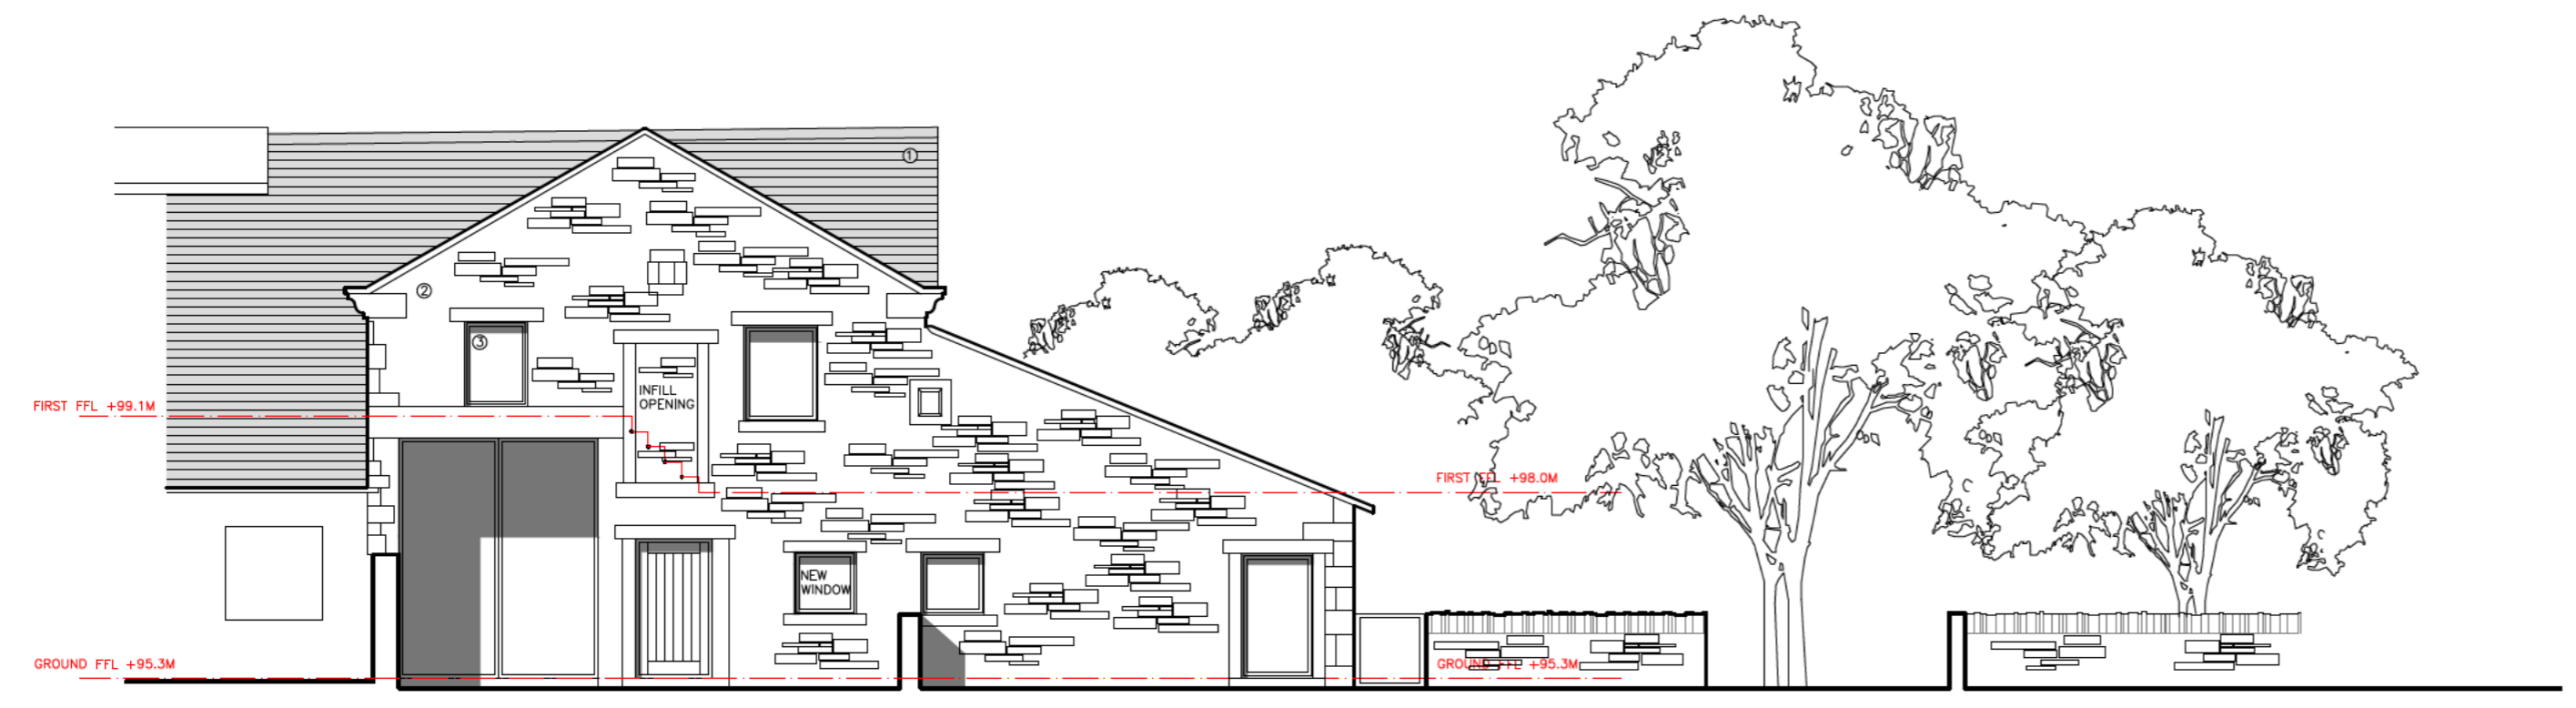 ①
②
③
INFILL
OPENING
FIRST FFL +99.1M
FIRST FFL +98.0M
NEW
WINDOW
GROUND FFL +95.3M
GROUND FFL +95.3M